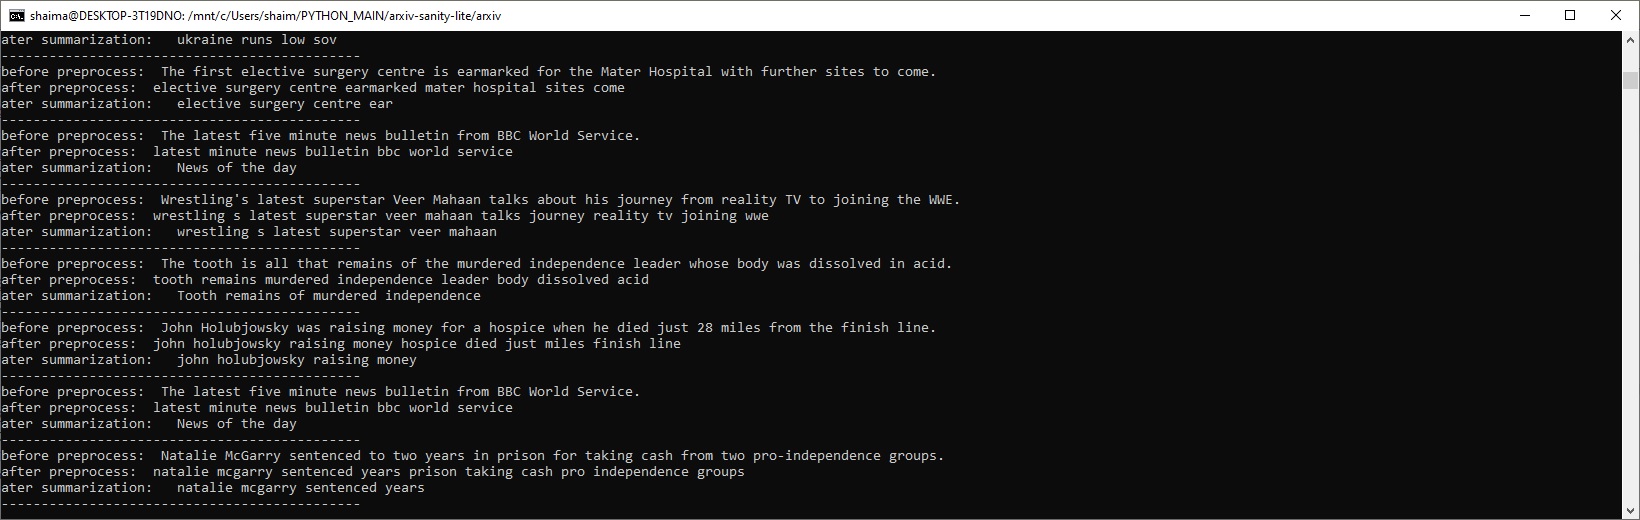 shaima@DESKTOP-3T19DNO: /mnt/c/Users/shaim/PYTHON_MAIN/arxiv-sanity-lite/arxiv
ater summarization:   ukraine runs low sov
---------------------------------------------
before preprocess:  The first elective surgery centre is earmarked for the Mater Hospital with further sites to come.
after preprocess:  elective surgery centre earmarked mater hospital sites come
ater summarization:   elective surgery centre ear
---------------------------------------------
before preprocess:  The latest five minute news bulletin from BBC World Service.
after preprocess:  latest minute news bulletin bbc world service
ater summarization:   News of the day
---------------------------------------------
before preprocess:  Wrestling's latest superstar Veer Mahaan talks about his journey from reality TV to joining the WWE.
after preprocess:  wrestling s latest superstar veer mahaan talks journey reality tv joining wwe
ater summarization:   wrestling s latest superstar veer mahaan
---------------------------------------------
before preprocess:  The tooth is all that remains of the murdered independence leader whose body was dissolved in acid.
after preprocess:  tooth remains murdered independence leader body dissolved acid
ater summarization:   Tooth remains of murdered independence
---------------------------------------------
before preprocess:  John Holubjowsky was raising money for a hospice when he died just 28 miles from the finish line.
after preprocess:  john holubjowsky raising money hospice died just miles finish line
ater summarization:   john holubjowsky raising money
---------------------------------------------
before preprocess:  The latest five minute news bulletin from BBC World Service.
after preprocess:  latest minute news bulletin bbc world service
ater summarization:   News of the day
---------------------------------------------
before preprocess:  Natalie McGarry sentenced to two years in prison for taking cash from two pro-independence groups.
after preprocess:  natalie mcgarry sentenced years prison taking cash pro independence groups
ater summarization:   natalie mcgarry sentenced years
---------------------------------------------